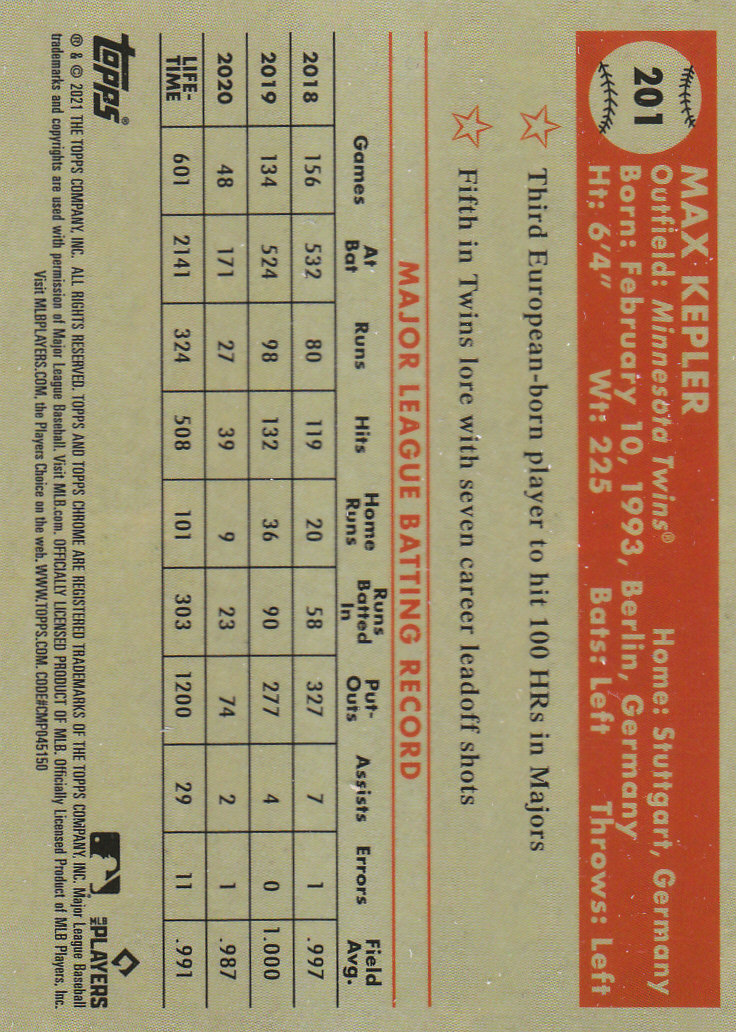 201
MAX KEPLER
Outfield: Minnesota Twins® Home: Stuttgart, Germany
Born: February 10, 1993, Berlin, Germany
Ht: 6'4" Wt: 225 Bats: Left Throws: Left
Third European-born player to hit 100 HRs in Majors
Fifth in Twins lore with seven career leadoff shots
MAJOR LEAGUE BATTING RECORD
Games At Bat Runs Hits Home Runs Runs Batted In Put-Outs Assists Errors Field Avg.
2018 156 532 80 119 20 58 327 7 1 .997
2019 134 524 98 132 36 90 277 4 0 1.000
2020 48 171 27 39 9 23 74 2 1 .987
LIFE-TIME 601 2141 324 508 101 303 1200 29 11 .991
topps®
MLB PLAYERS
® & © 2021 THE TOPPS COMPANY, INC. ALL RIGHTS RESERVED. TOPPS AND TOPPS CHROME ARE REGISTERED TRADEMARKS OF THE TOPPS COMPANY, INC. Major League Baseball
trademarks and copyrights are used with permission of Major League Baseball. Visit MLB.com. OFFICIALLY LICENSED PRODUCT OF MLB. Officially Licensed Product of MLB Players, Inc.
Visit MLBPLAYERS.COM, the Players Choice on the web. WWW.TOPPS.COM. CODE#CMP045150